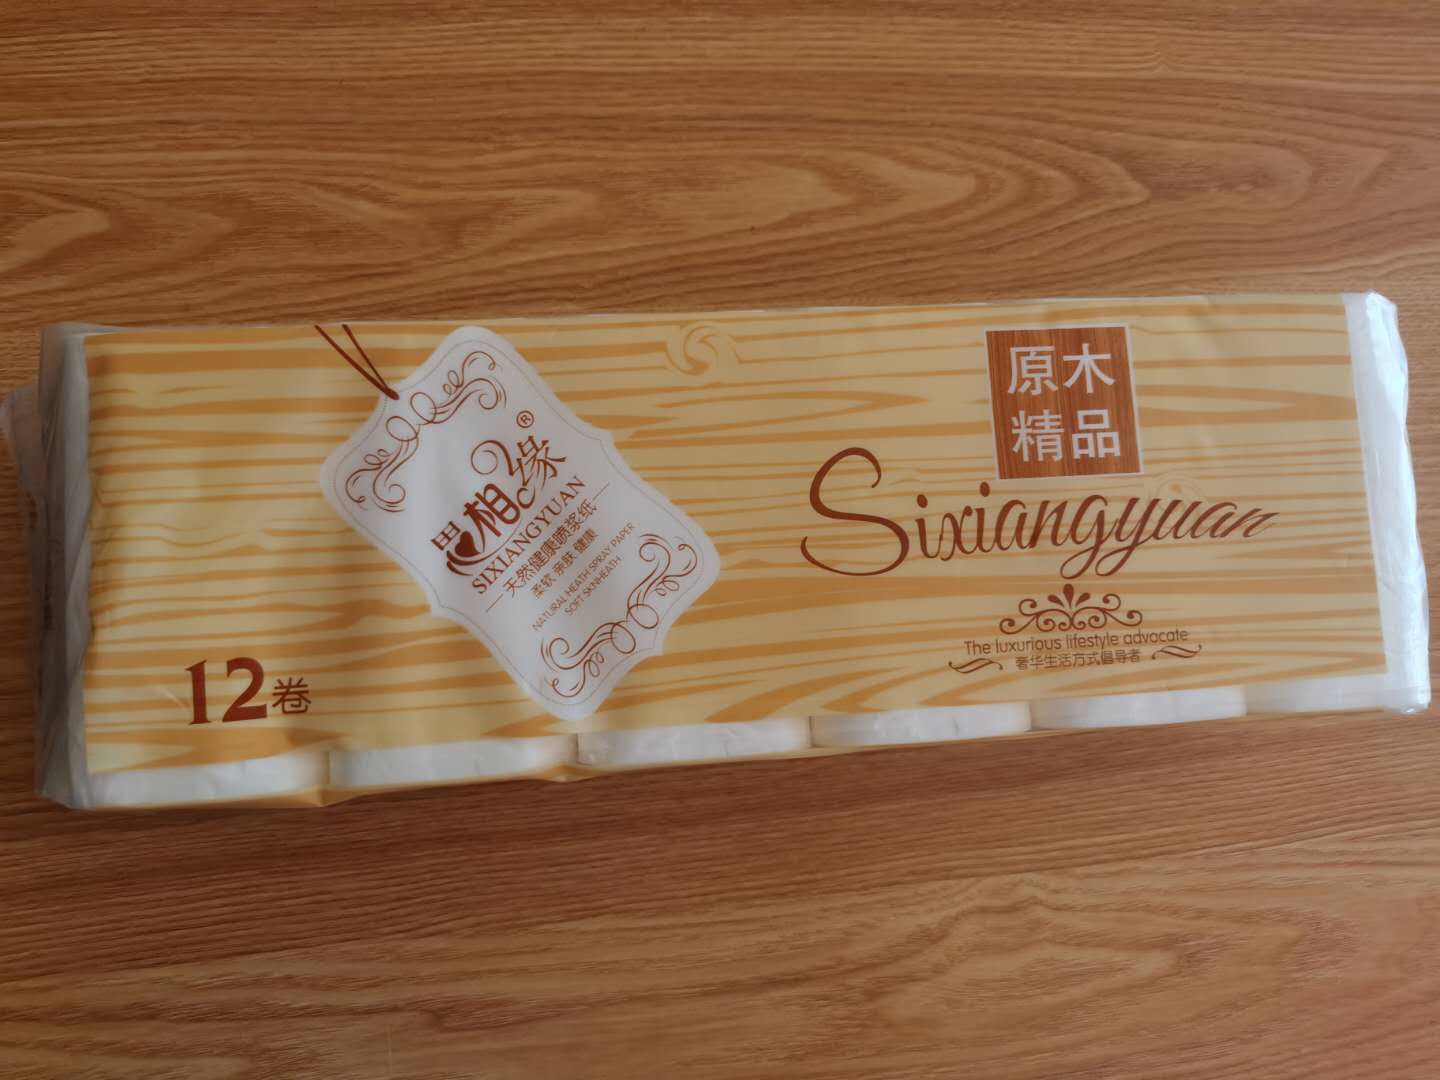 思相缘®
SIXIANGYUAN
天然健康喷浆纸
柔软 亲肤 健康
NATURAL HEATH SPRAY PAPER
SOFT SKNHEATH
12卷
原木
精品
Sixiangyuan
The luxurious lifestyle advocate
奢华生活方式倡导者